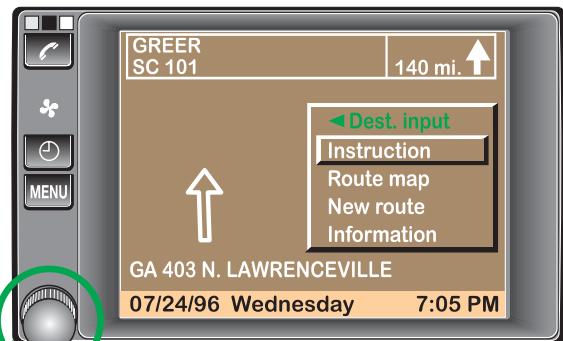 GREER
SC 101
140 mi.
◄ Dest. input
Instruction
Route map
New route
Information
MENU
GA 403 N. LAWRENCEVILLE
07/24/96 Wednesday 7:05 PM